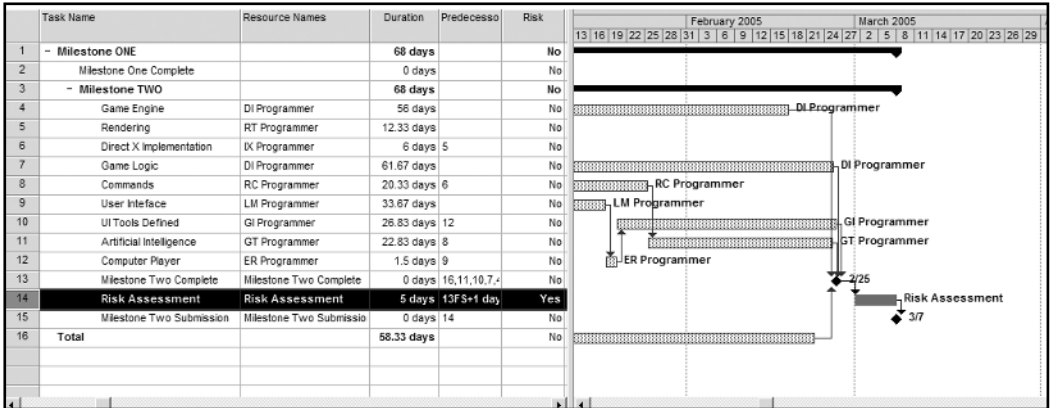 Task Name Resource Names Duration Predecesso Risk
1 - Milestone ONE 68 days No
2 Milestone One Complete 0 days No
3 - Milestone TWO 68 days No
4 Game Engine DI Programmer 56 days No
5 Rendering RT Programmer 12.33 days No
6 Direct X Implementation IX Programmer 6 days 5 No
7 Game Logic DI Programmer 61.67 days No
8 Commands RC Programmer 20.33 days 6 No
9 User Inteface LM Programmer 33.67 days No
10 UI Tools Defined GI Programmer 26.83 days 12 No
11 Artificial Intelligence GT Programmer 22.83 days 8 No
12 Computer Player ER Programmer 1.5 days 9 No
13 Milestone Two Complete Milestone Two Complete 0 days 16,11,10,7,4 No
14 Risk Assessment Risk Assessment 5 days 13FS+1 day Yes
15 Milestone Two Submission Milestone Two Submissio 0 days 14 No
16 Total 58.33 days No
February 2005 March 2005
13 16 19 22 25 28 31 3 6 9 12 15 18 21 24 27 2 5 8 11 14 17 20 23 26 29
DI Programmer
DI Programmer
RC Programmer
LM Programmer
GI Programmer
GT Programmer
ER Programmer
2/25
Risk Assessment
3/7